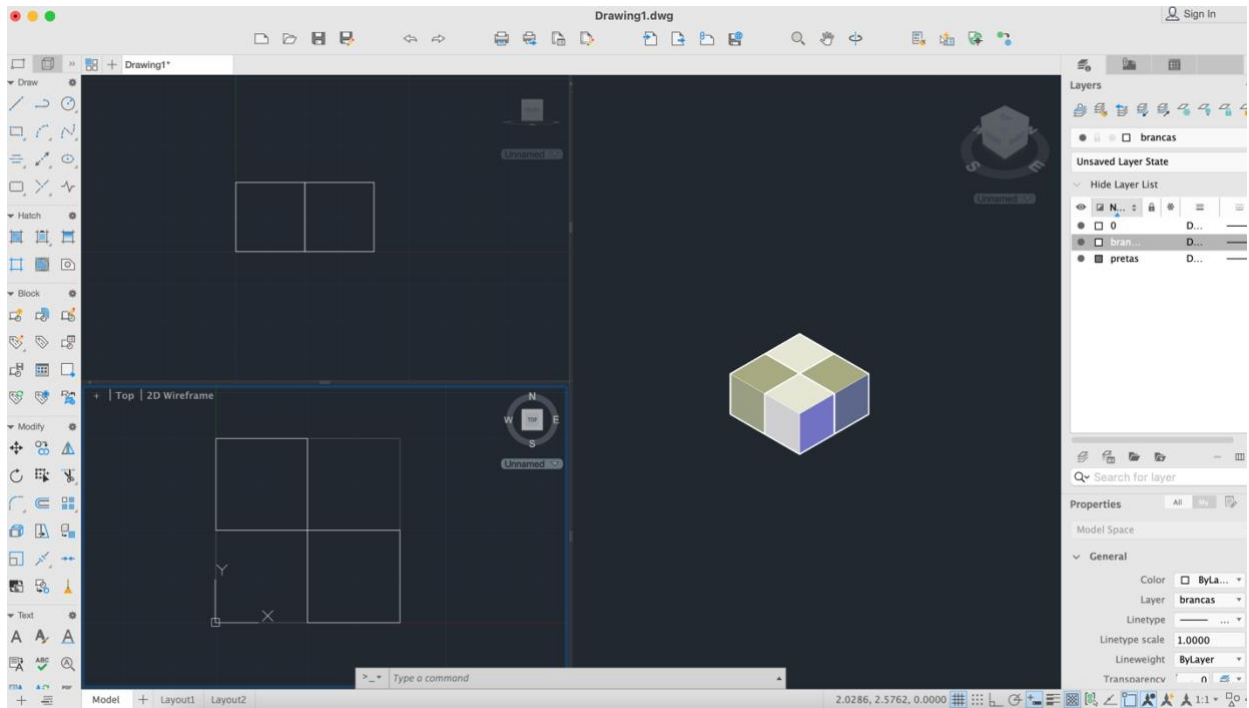 Drawing1.dwg
Sign In
Drawing1*
Draw
Hatch
Block
Modify
Text
Unnamed
Unnamed
+ | Top | 2D Wireframe
N
W TOP E
S
Unnamed
Y
X
S
E
>_ Type a command
Model + Layout1 Layout2
2.0286, 2.5762, 0.0000
1:1
Layers
brancas
Unsaved Layer State
Hide Layer List
N...
0 D...
bran... D...
pretas D...
Search for layer
Properties
All
Model Space
General
Color ByLa...
Layer brancas
Linetype ...
Linetype scale 1.0000
Lineweight ByLayer
Transparency 0